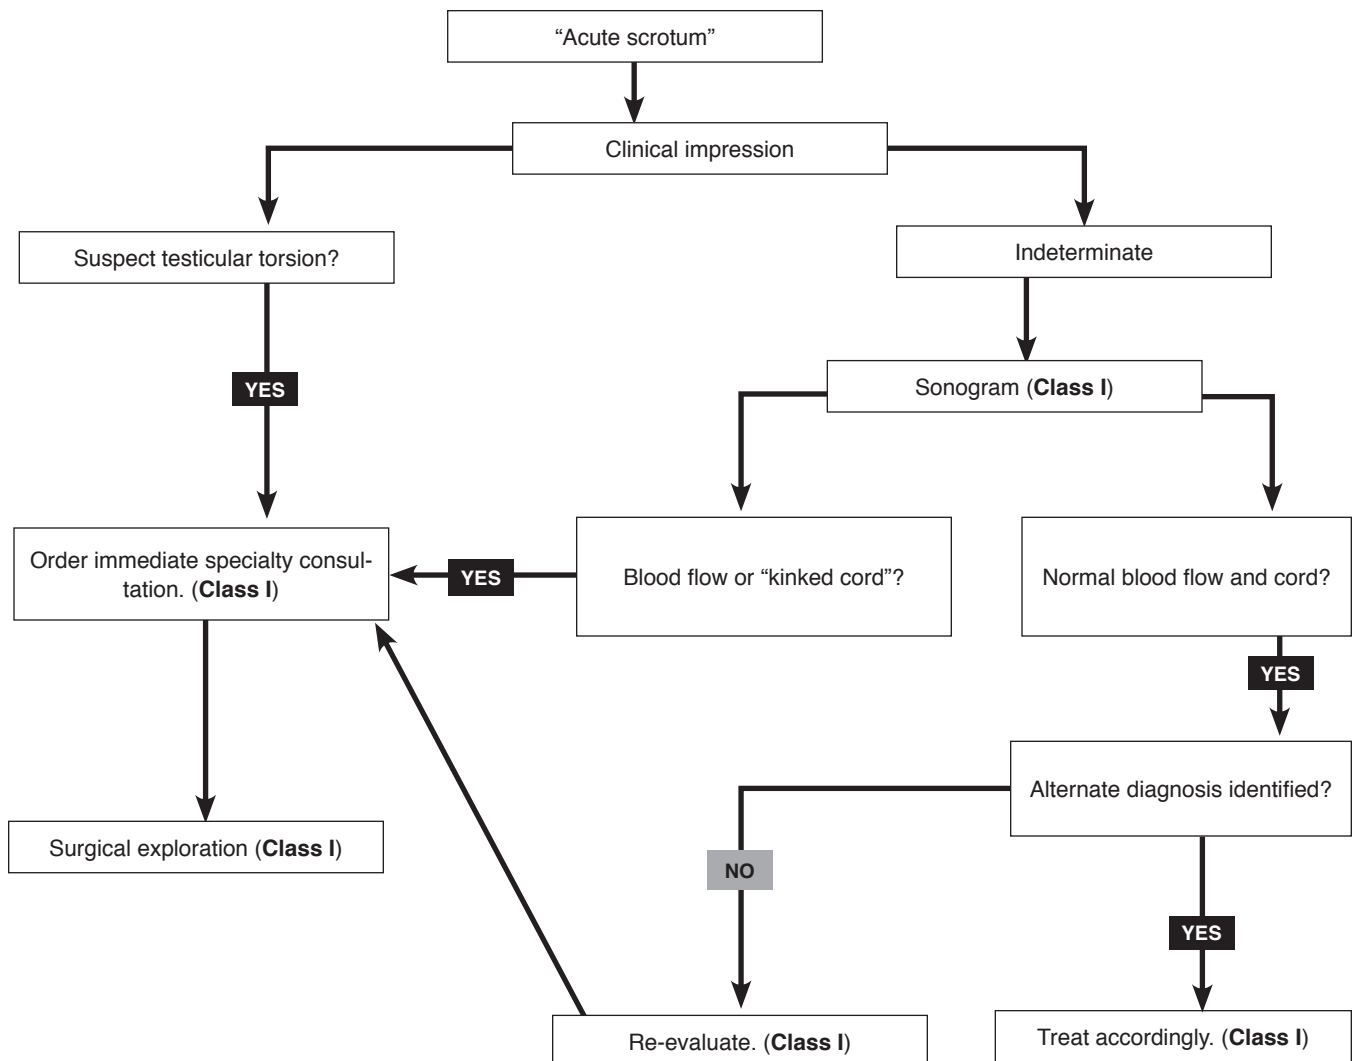 “Acute scrotum”
Clinical impression
Suspect testicular torsion?
Indeterminate
YES
Sonogram (Class I)
Order immediate specialty consul-
tation. (Class I)
YES
Blood flow or “kinked cord”?
Normal blood flow and cord?
YES
Alternate diagnosis identified?
Surgical exploration (Class I)
NO
YES
Re-evaluate. (Class I)
Treat accordingly. (Class I)